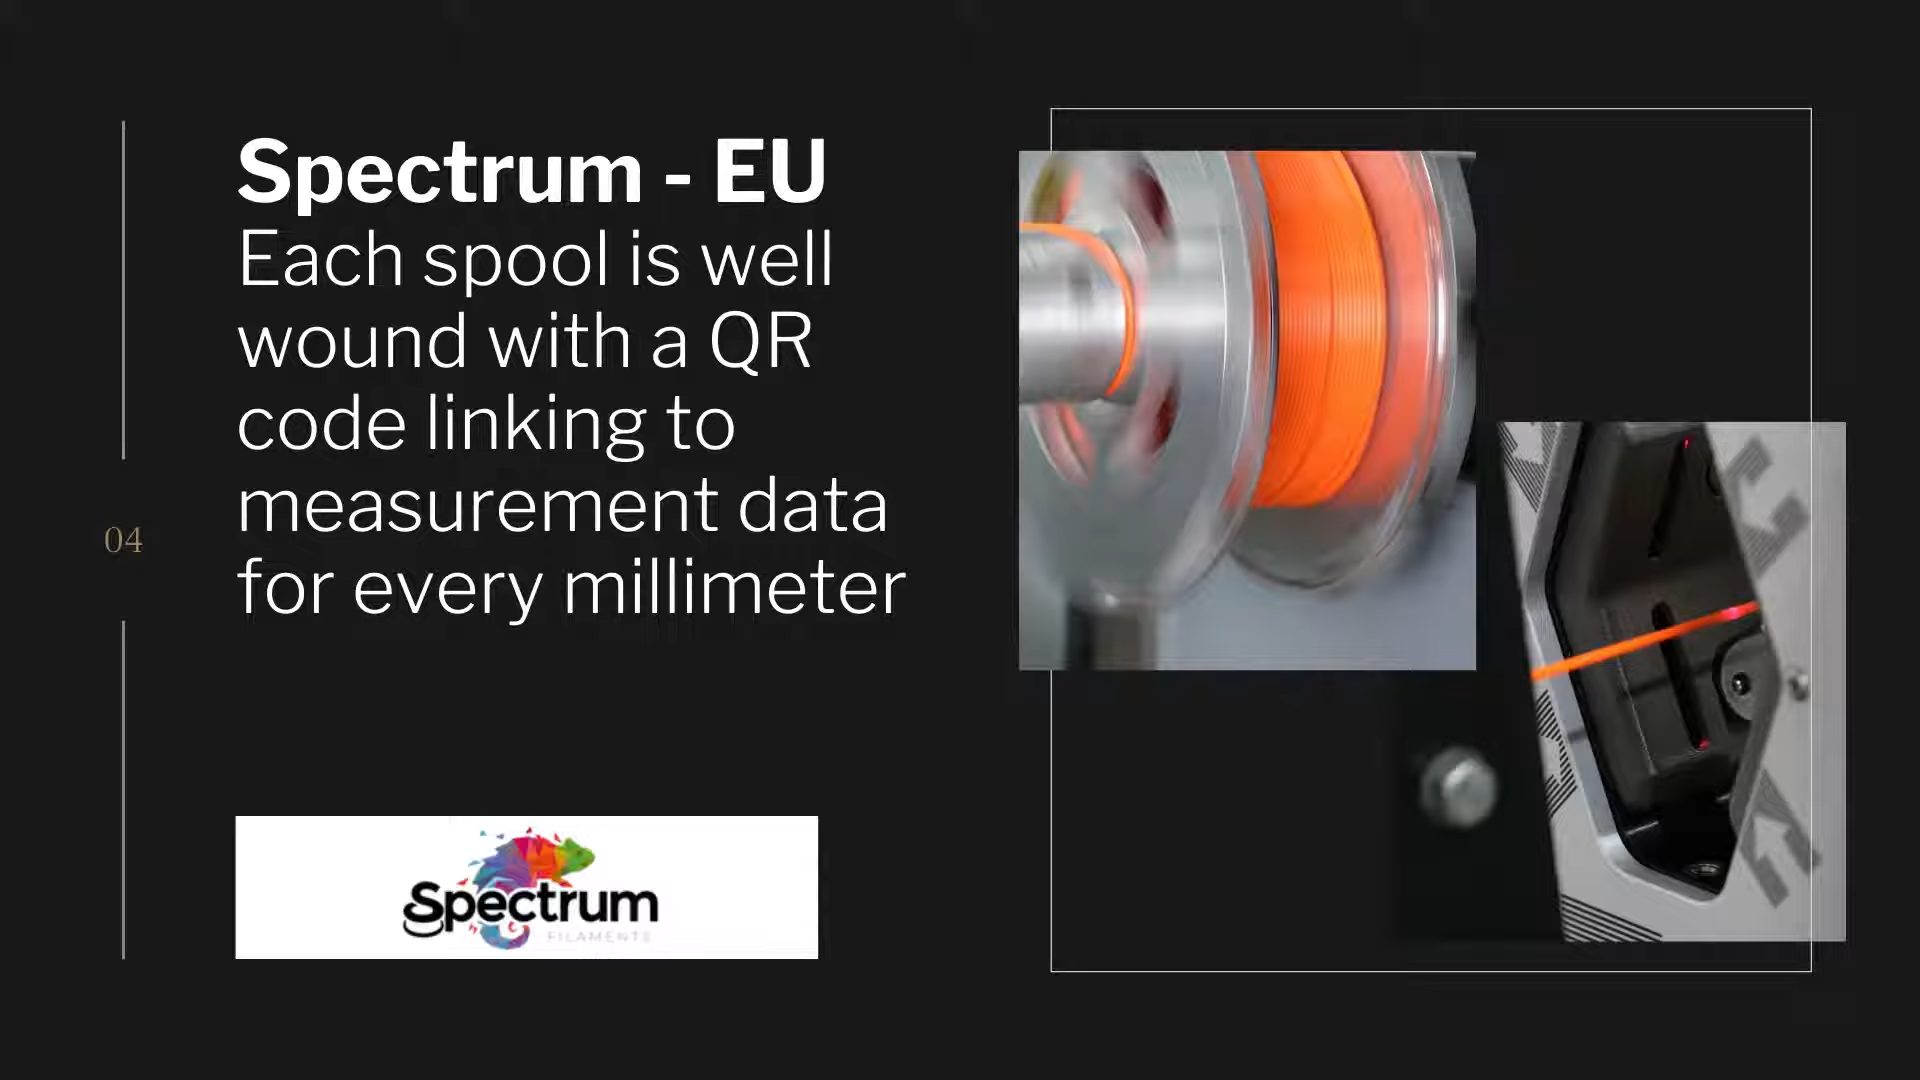 Spectrum - EU
Each spool is well
wound with a QR
code linking to
measurement data
for every millimeter
04
Spectrum
FILAMENTS